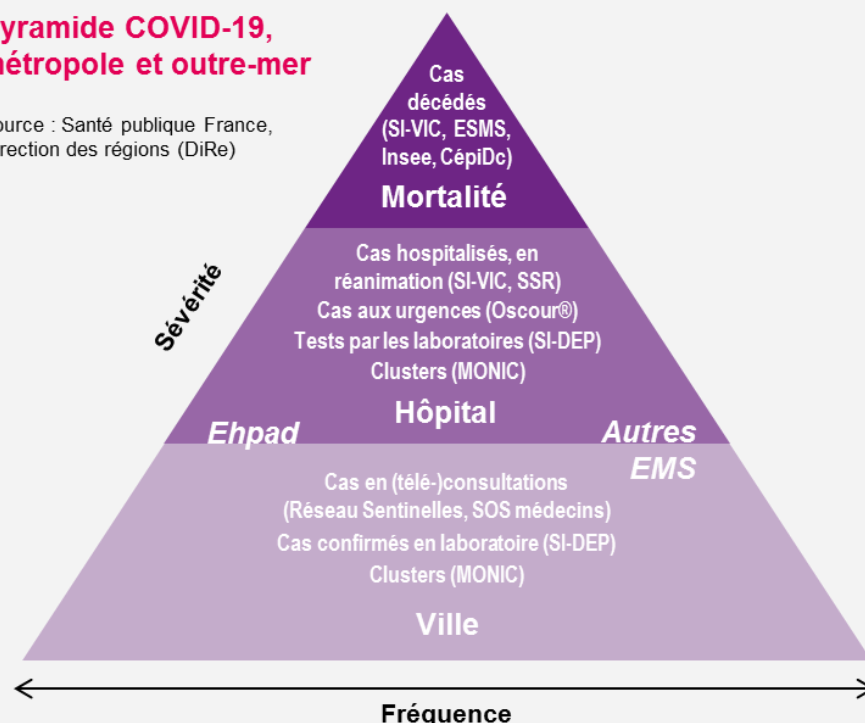 yramide COVID-19,
nétropole et outre-mer
ource : Santé publique France,
rection des régions (DiRe)
Cas
décédés
(SI-VIC, ESMS,
Insee, CépiDc)
Mortalité
Sévérité
Cas hospitalisés, en
réanimation (SI-VIC, SSR)
Cas aux urgences (Oscour®)
Tests par les laboratoires (SI-DEP)
Clusters (MONIC)
Hôpital
Ehpad
Autres
EMS
Cas en (télé-)consultations
(Réseau Sentinelles, SOS médecins)
Cas confirmés en laboratoire (SI-DEP)
Clusters (MONIC)
Ville
Fréquence